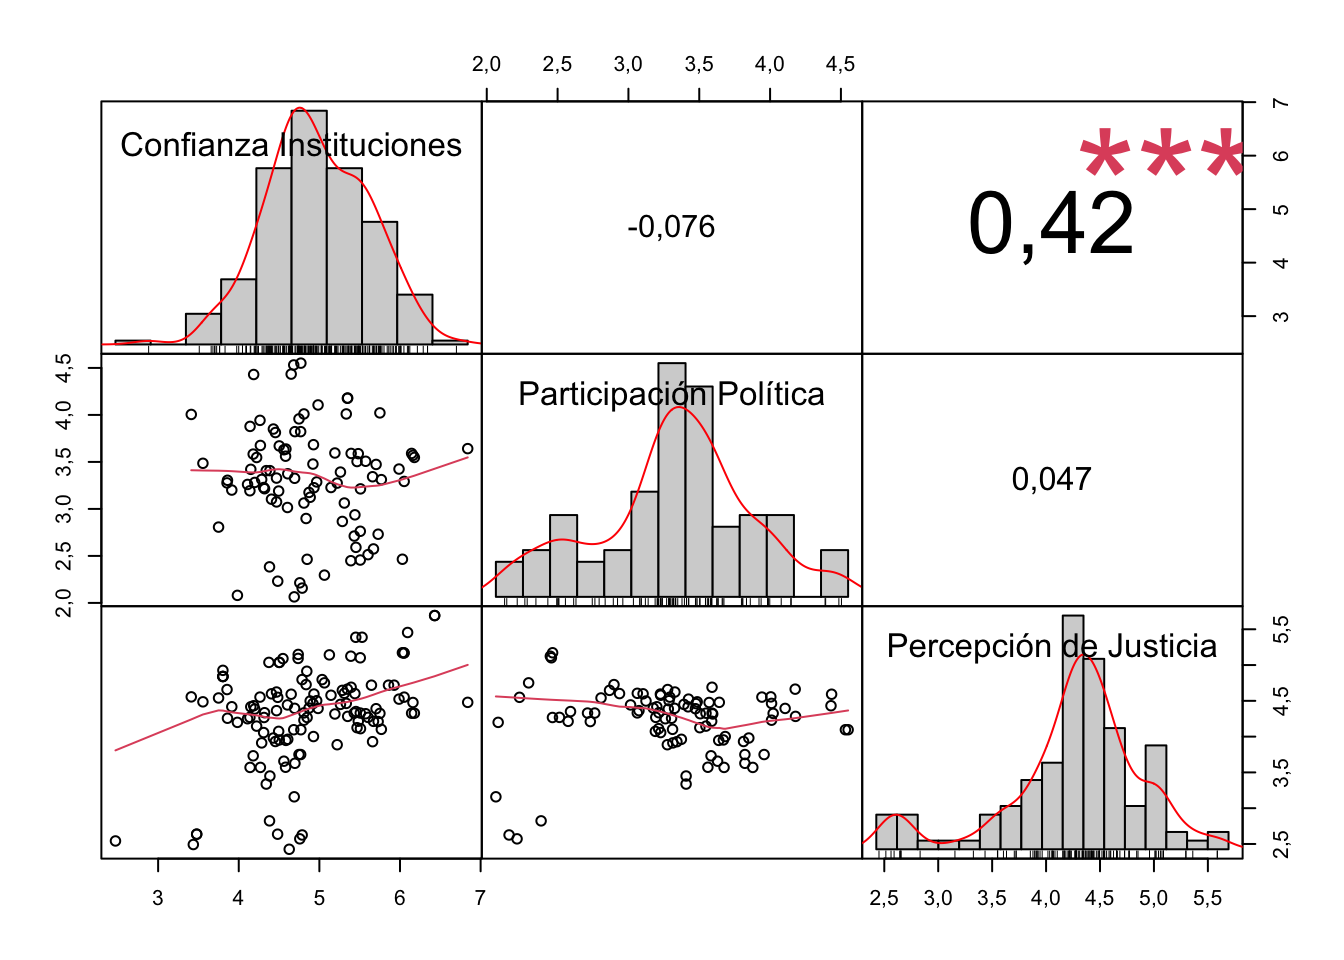 2,0 2,5 3,0 3,5 4,0 4,5
Confianza Instituciones
-0,076
***
0,42
3 4 5 6 7
2,0 2,5 3,0 3,5 4,0 4,5
Participación Política
0,047
Percepción de Justicia
2,5 3,5 4,5 5,5
3 4 5 6 7
2,5 3,0 3,5 4,0 4,5 5,0 5,5